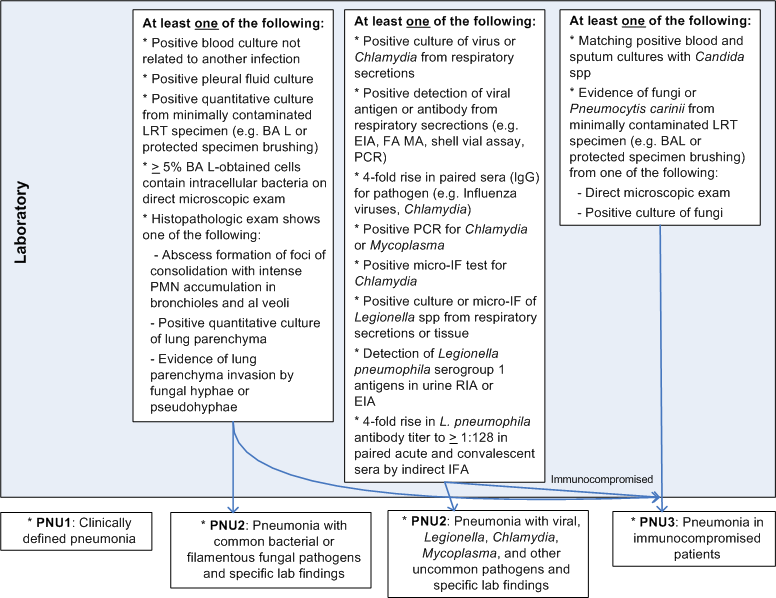 Laboratory
At least one of the following:
* Positive blood culture not
related to another infection
* Positive pleural fluid culture
* Positive quantitative culture
from minimally contaminated
LRT specimen (e.g. BA L or
protected specimen brushing)
* > 5% BA L-obtained cells
contain intracellular bacteria on
direct microscopic exam
* Histopathologic exam shows
one of the following:
- Abscess formation of foci of
consolidation with intense
PMN accumulation in
bronchioles and al veoli
- Positive quantitative culture
of lung parenchyma
- Evidence of lung
parenchyma invasion by
fungal hyphae or
pseudohyphae
At least one of the following:
* Positive culture of virus or
Chlamydia from respiratory
secretions
* Positive detection of viral
antigen or antibody from
respiratory secrections (e.g.
EIA, FA MA, shell vial assay,
PCR)
* 4-fold rise in paired sera (IgG)
for pathogen (e.g. Influenza
viruses, Chlamydia)
* Positive PCR for Chlamydia
or Mycoplasma
* Positive micro-IF test for
Chlamydia
* Positive culture or micro-IF of
Legionella spp from respiratory
secretions or tissue
* Detection of Legionella
pneumophila serogroup 1
antigens in urine RIA or
EIA
* 4-fold rise in L. pneumophila
antibody titer to > 1:128 in
paired acute and convalescent
sera by indirect IFA
At least one of the following:
* Matching positive blood and
sputum cultures with Candida
spp
* Evidence of fungi or
Pneumocytis carinii from
minimally contaminated LRT
specimen (e.g. BAL or
protected specimen brushing)
from one of the following:
- Direct microscopic exam
- Positive culture of fungi
Immunocompromised
* PNU1: Clinically
defined pneumonia
* PNU2: Pneumonia with
common bacterial or
filamentous fungal pathogens
and specific lab findings
* PNU2: Pneumonia with viral,
Legionella, Chlamydia,
Mycoplasma, and other
uncommon pathogens and
specific lab findings
* PNU3: Pneumonia in
immunocompromised
patients